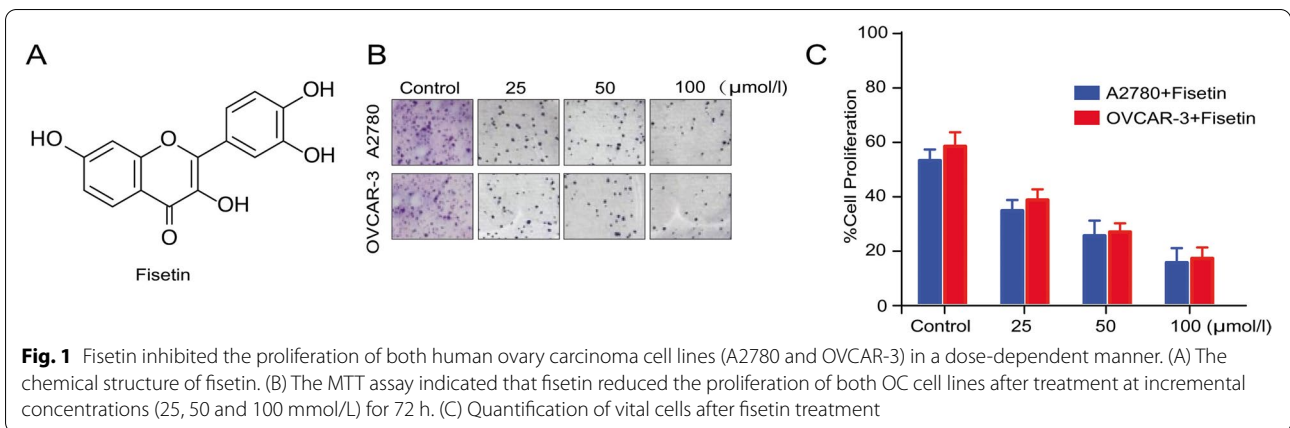 A
OH
HO
O
OH
OH
O
Fisetin
B
Control 25 50 100 (μmol/l)
A2780
OVCAR-3
C
100
80
60
40
20
0
%Cell Proliferation
A2780+Fisetin
OVCAR-3+Fisetin
Control 25 50 100 (μmol/l)
Fig. 1 Fisetin inhibited the proliferation of both human ovary carcinoma cell lines (A2780 and OVCAR-3) in a dose-dependent manner. (A) The
chemical structure of fisetin. (B) The MTT assay indicated that fisetin reduced the proliferation of both OC cell lines after treatment at incremental
concentrations (25, 50 and 100 mmol/L) for 72 h. (C) Quantification of vital cells after fisetin treatment